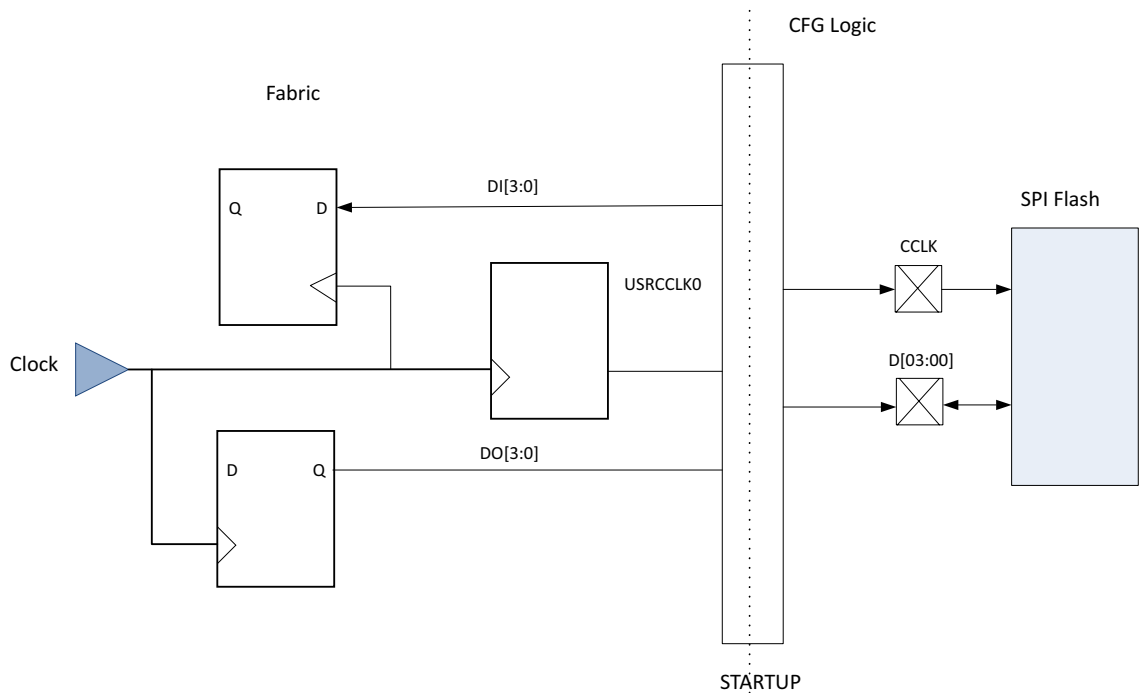 CFG Logic
Fabric
DI[3:0]
Q D
SPI Flash
CCLK
USRCCLK0
Clock
D[03:00]
DO[3:0]
D Q
STARTUP